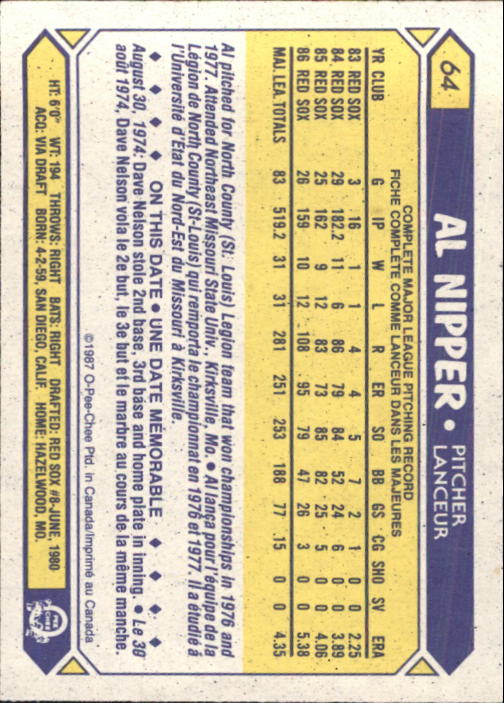 64
AL NIPPER • PITCHER
LANCEUR
COMPLETE MAJOR LEAGUE PITCHING RECORD
FICHE COMPLETE COMME LANCEUR DANS LES MAJEURES
YR CLUB G IP W L R ER SO BB GS CG SHO SV ERA
83 RED SOX 3 16 1 1 4 4 5 7 2 1 0 0 2.25
84 RED SOX 29 182.2 11 6 86 79 84 52 24 6 0 0 3.89
85 RED SOX 25 162 9 12 83 73 85 82 25 5 0 0 4.06
86 RED SOX 26 159 10 12 108 95 79 47 26 3 0 0 5.38
MAJ. LEA. TOTALS 83 519.2 31 31 281 251 253 188 77 15 0 0 4.35
Al pitched for North County (St. Louis) Legion team that won championships in 1976 and
1977. Attended Northeast Missouri State Univ., Kirksville, Mo. • Al lança pour l'équipe de la
Légion de North County (St-Louis) qui remporta le championnat en 1976 et 1977. Il a étudié à
l'Université d'Etat du Nord-Est du Missouri à Kirksville.
♦ ♦ ♦ ♦ ON THIS DATE • UNE DATE MÉMORABLE ♦ ♦ ♦ ♦
August 30, 1974: Dave Nelson stole 2nd base, 3rd base and home plate in inning. • Le 30
août 1974, Dave Nelson vola le 2e but, le 3e but et le marbre au cours de la même manche.
©1987 O-Pee-Chee Ptd. in Canada/Imprimé au Canada
HT: 6'0" WT: 194 THROWS: RIGHT BATS: RIGHT DRAFTED: RED SOX #8-JUNE, 1980
ACQ: VIA DRAFT BORN: 4-2-59, SAN DIEGO, CALIF. HOME: HAZELWOOD, MO.
O PEE CHEE